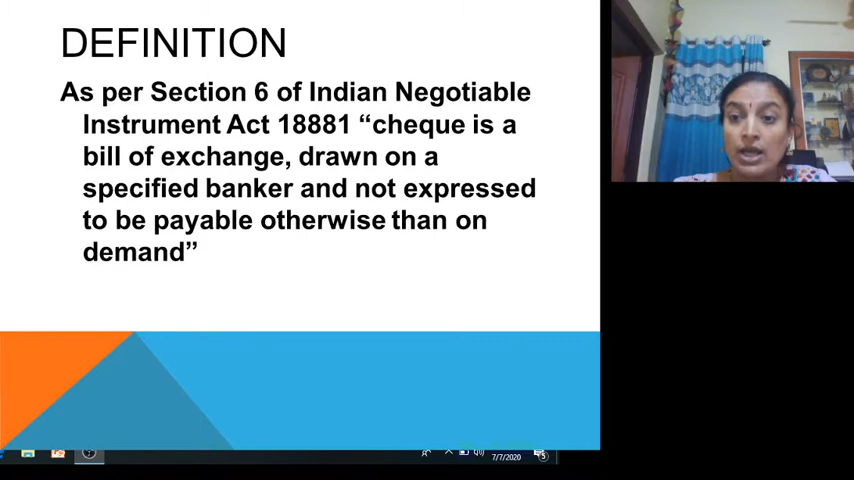 DEFINITION
As per Section 6 of Indian Negotiable
Instrument Act 18881 “cheque is a
bill of exchange, drawn on a
specified banker and not expressed
to be payable otherwise than on
demand”
7/7/2020
5